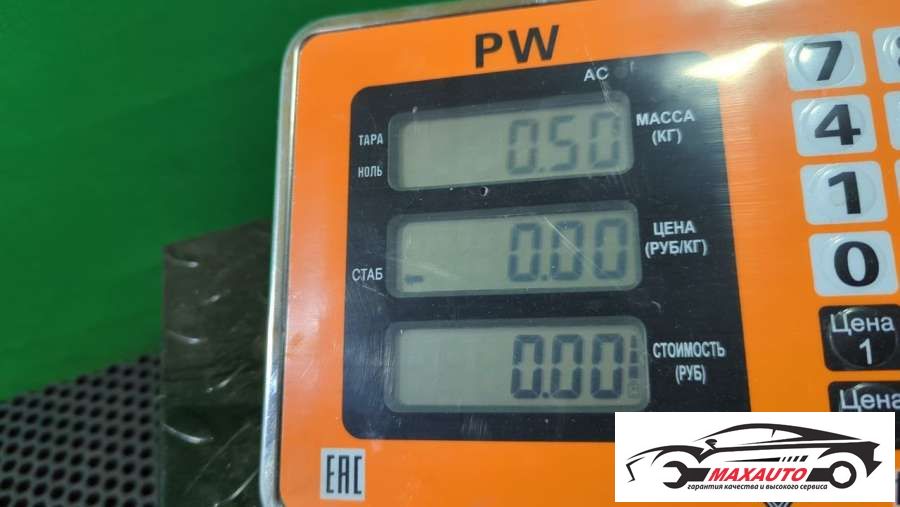 PW
AC
ТАРА
НОЛЬ
0.50
МАССА
(КГ)
СТАБ
0.00
ЦЕНА
(РУБ/КГ)
0.00
СТОИМОСТЬ
(РУБ)
7
4
1
0
Цена
1
Цена
EAC
MAXAUTO
гарантия качества и высокого сервиса